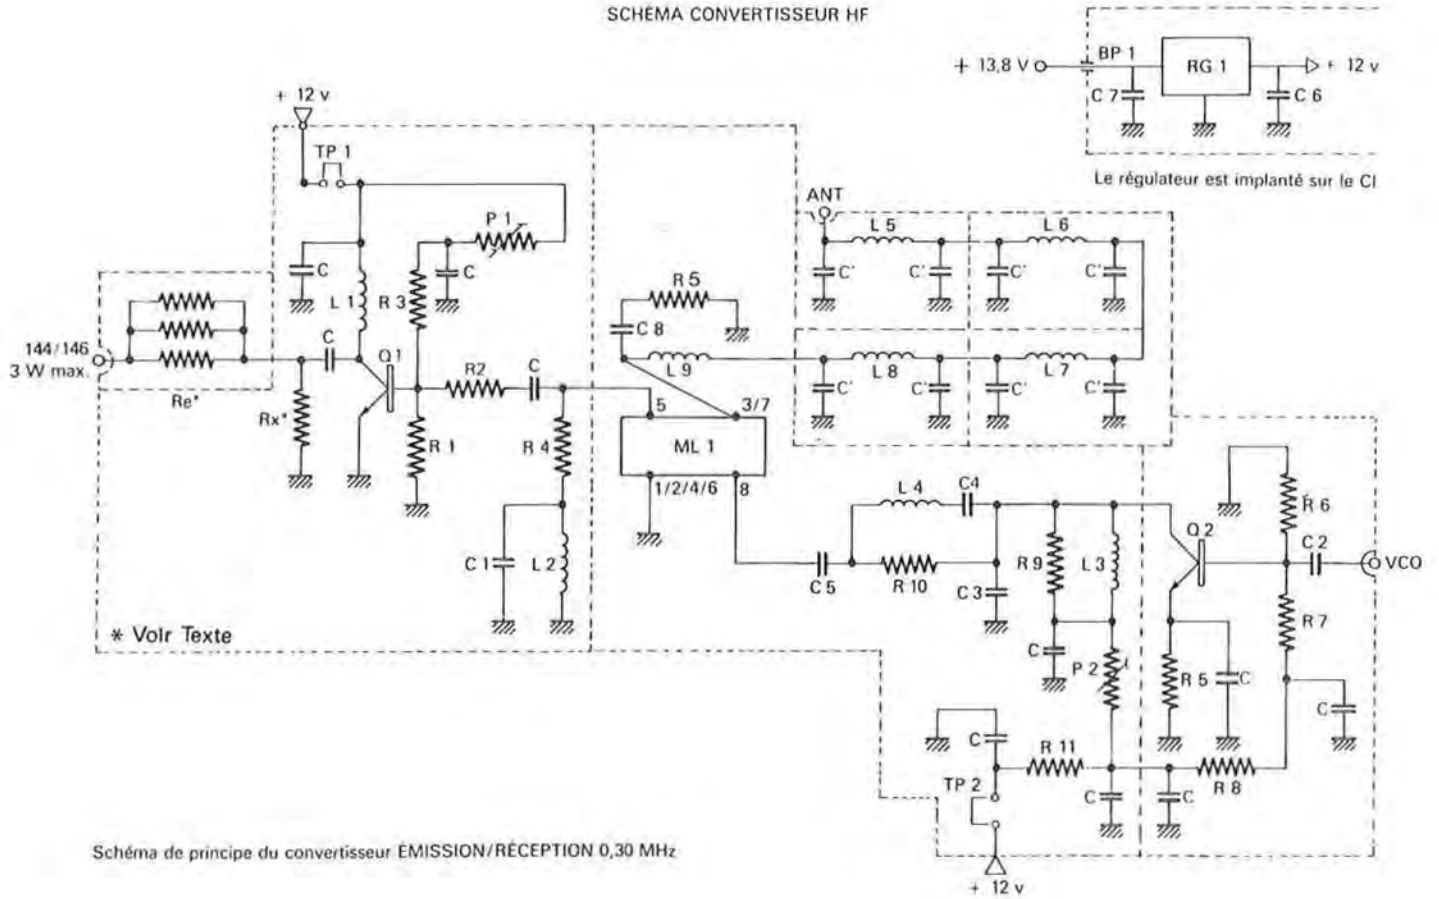 SCHÉMA CONVERTISSEUR HF
+ 13,8 V
BP 1
RG 1
+ 12 v
C 7
C 6
Le régulateur est implanté sur le CI
+ 12 v
TP 1
P 1
C
C
L 1
R 3
144/146
3 W max.
Re*
C
Q1
Rx*
R2
C
R 1
R 4
C 1
L 2
* Voir Texte
ANT
L 5
L 6
C'
C'
C'
C'
R 5
C 8
L 9
L 8
L 7
C'
C'
C'
C'
5
3/7
ML 1
1/2/4/6
8
L 4
C4
C 5
R 10
C 3
R 9
L 3
Q 2
R 6
C 2
VCO
R 7
C
P 2
R 5
C
C
C
R 11
TP 2
C
C
R 8
+ 12 v
Schéma de principe du convertisseur EMISSION/RÉCEPTION 0,30 MHz